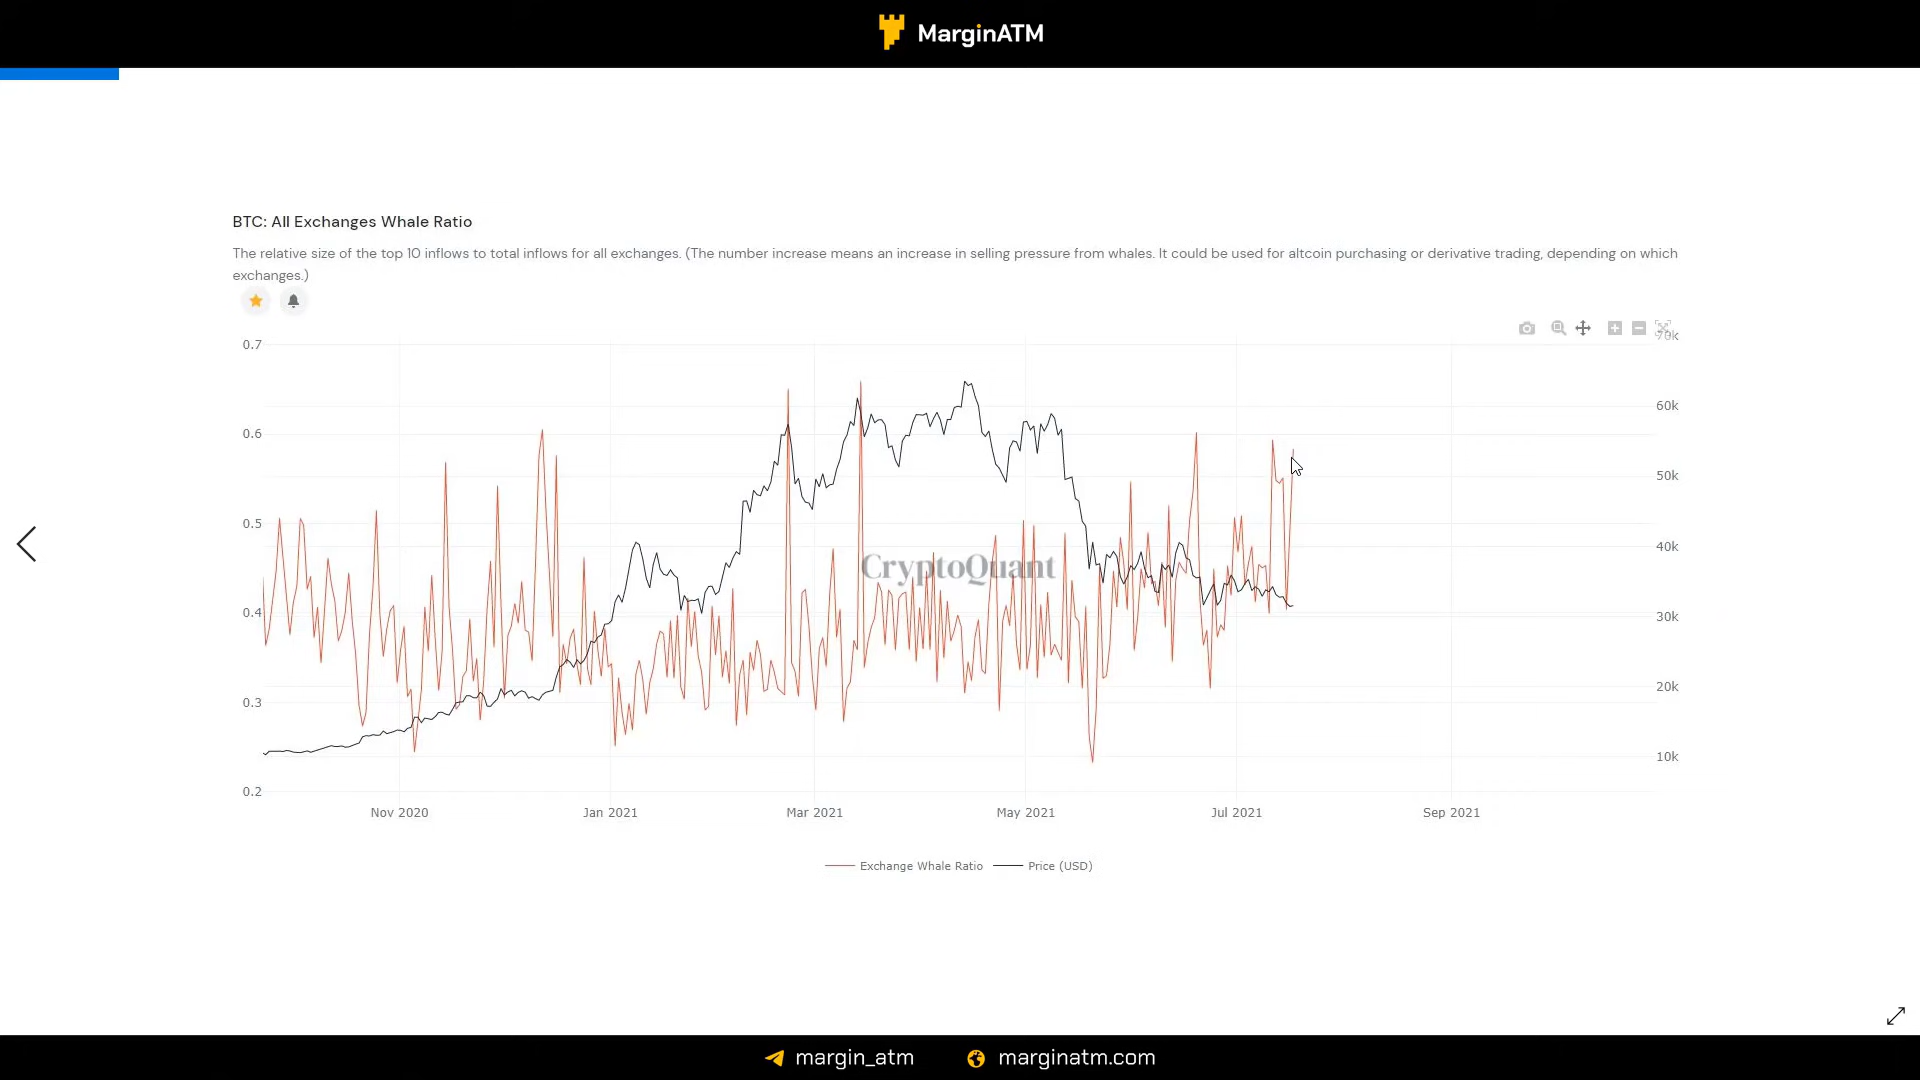 MarginATM
BTC: All Exchanges Whale Ratio
The relative size of the top 10 inflows to total inflows for all exchanges. (The number increase means an increase in selling pressure from whales. It could be used for altcoin purchasing or derivative trading, depending on which
exchanges.)
70k
0.7
60k
0.6
50k
0.5
40k
CryptoQuant
0.4
30k
0.3
20k
10k
0.2
Nov 2020 Jan 2021 Mar 2021 May 2021 Jul 2021 Sep 2021
Exchange Whale Ratio Price (USD)
margin_atm marginatm.com